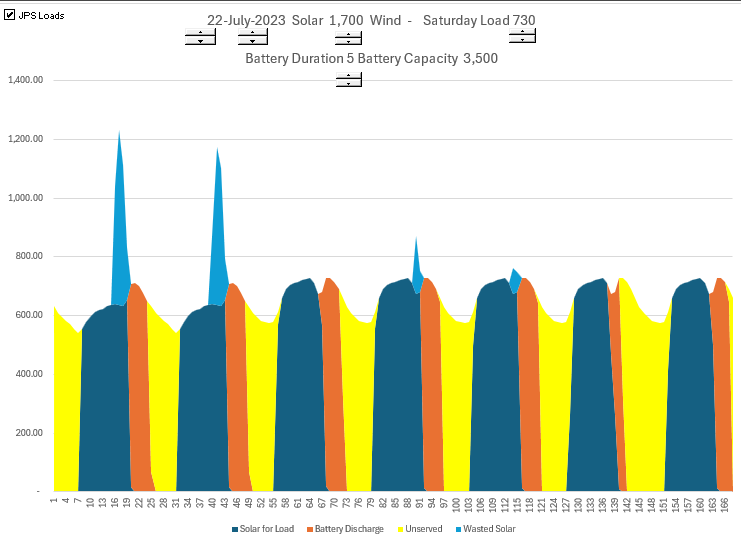 JPS Loads
22-July-2023 Solar 1,700 Wind - Saturday Load 730
Battery Duration 5 Battery Capacity 3,500
1,400.00
1,200.00
1,000.00
800.00
600.00
400.00
200.00
-
1 4 7 10 13 16 19 22 25 28 31 34 37 40 43 46 49 52 55 58 61 64 67 70 73 76 79 82 85 88 91 94 97 100 103 106 109 112 115 118 121 124 127 130 133 136 139 142 145 148 151 154 157 160 163 166
Solar for Load Battery Discharge Unserved Wasted Solar